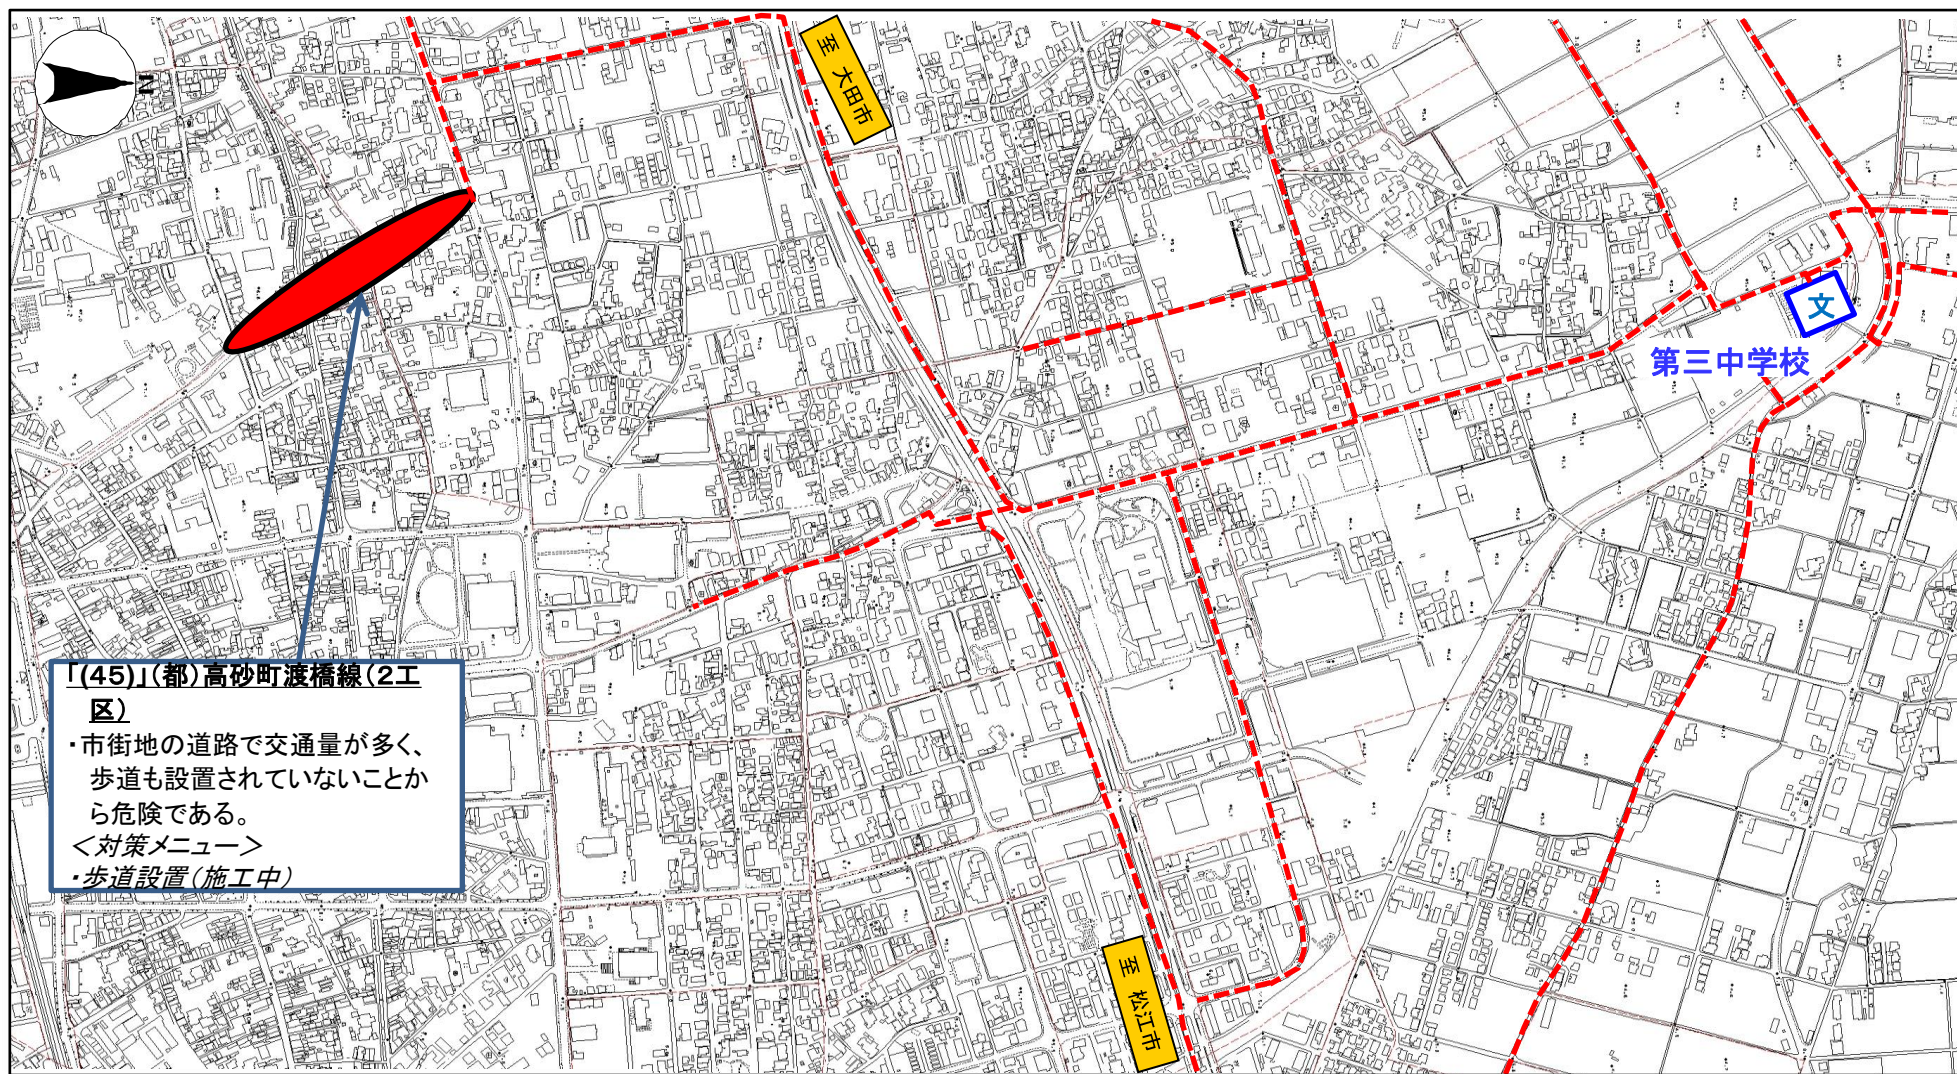 N
至 大田市
文
第三中学校
「(45)」(都)高砂町渡橋線(2工
区)
・市街地の道路で交通量が多く、
歩道も設置されていないことか
ら危険である。
<対策メニュー>
・歩道設置(施工中)
至 松江市